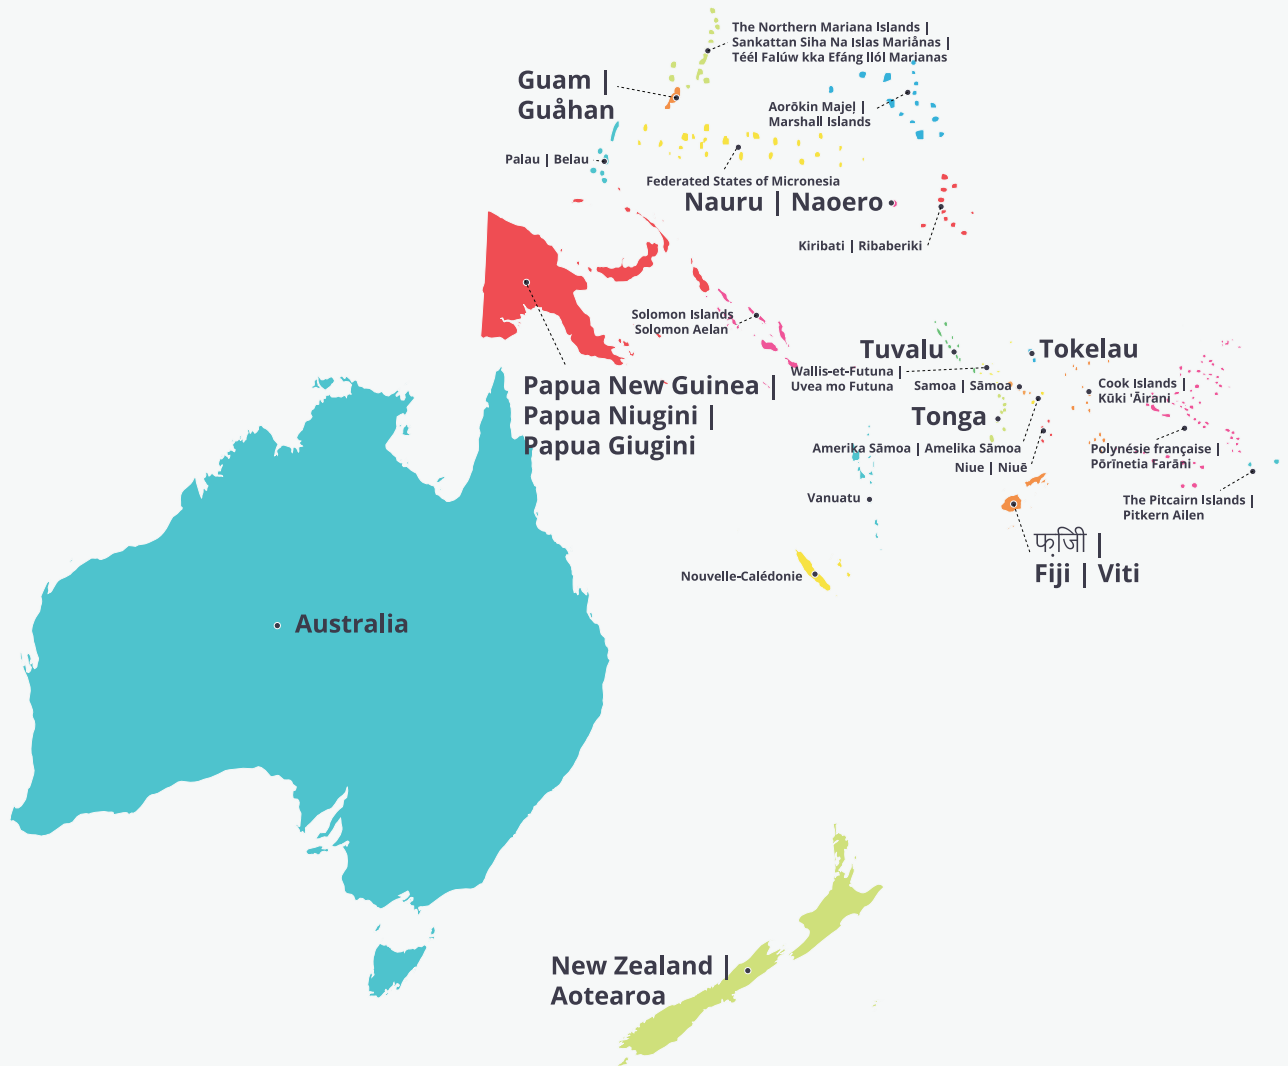 The Northern Mariana Islands |
Sankattan Siha Na Islas Mariånas |
Téél Falúw kka Efáng llól Marianas
Guam |
Guåhan
Aorōkin Majeļ |
Marshall Islands
Palau | Belau
Federated States of Micronesia
Nauru | Naoero
Kiribati | Ribaberiki
Solomon Islands
Solomon Aelan
Tuvalu
Tokelau
Wallis-et-Futuna |
Uvea mo Futuna
Samoa | Sāmoa
Cook Islands |
Kūki 'Āirani
Papua New Guinea |
Papua Niugini |
Papua Giugini
Tonga
Amerika Sāmoa | Amelika Sāmoa
Niue | Niuē
Polynésie française |
Pōrīnetia Farāni
Vanuatu
The Pitcairn Islands |
Pitkern Ailen
फ़िजी |
Fiji | Viti
Nouvelle-Calédonie
Australia
New Zealand |
Aotearoa